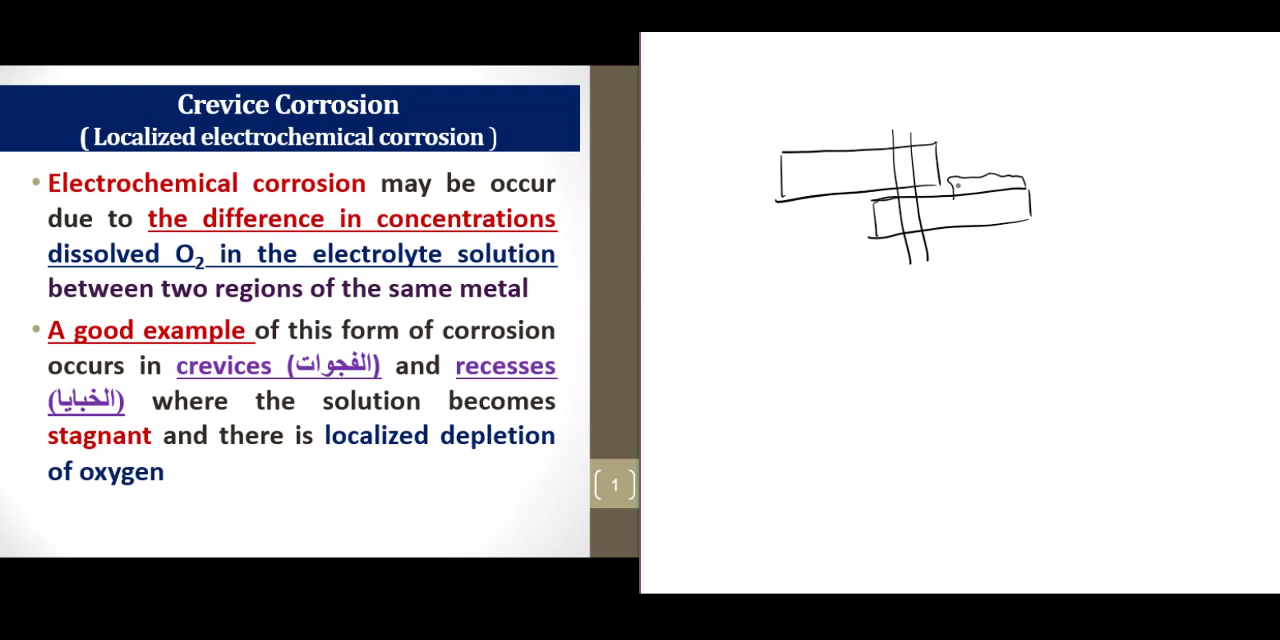 Crevice Corrosion
( Localized electrochemical corrosion )
• Electrochemical corrosion may be occur
due to the difference in concentrations
dissolved O₂ in the electrolyte solution
between two regions of the same metal
• A good example of this form of corrosion
occurs in crevices (الفجوات) and recesses
(الخبايا) where the solution becomes
stagnant and there is localized depletion
of oxygen
1